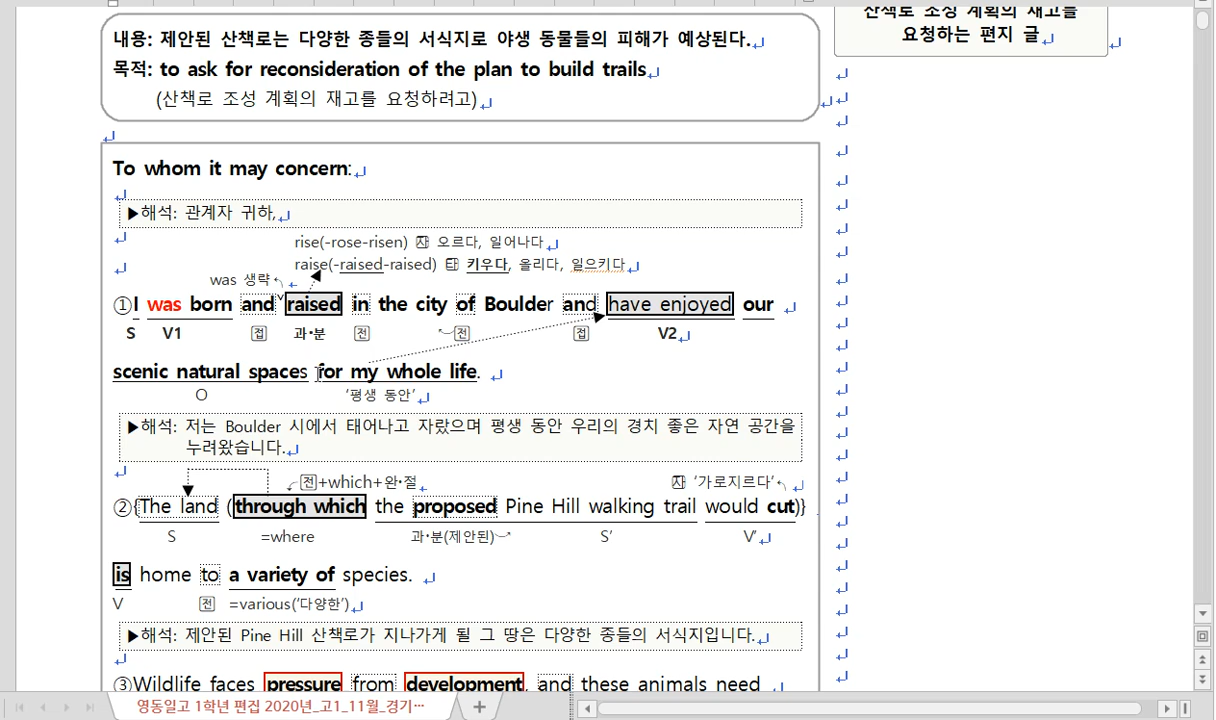 산책로 조성 계획의 재고를
요청하는 편지 글
내용: 제안된 산책로는 다양한 종들의 서식지로 야생 동물들의 피해가 예상된다.
목적: to ask for reconsideration of the plan to build trails
(산책로 조성 계획의 재고를 요청하려고)
To whom it may concern:
▶해석: 관계자 귀하,
rise(-rose-risen) 자 오르다, 일어나다
raise(-raised-raised) 타 키우다, 올리다, 일으키다
was 생략
①I was born and raised in the city of Boulder and have enjoyed our
S V1 접 과·분 전 전 접 V2
scenic natural spaces for my whole life.
O '평생 동안'
▶해석: 저는 Boulder 시에서 태어나고 자랐으며 평생 동안 우리의 경치 좋은 자연 공간을
누려왔습니다.
전+which+완·절 자 '가로지르다'
②{The land (through which the proposed Pine Hill walking trail would cut)}
S =where 과·분(제안된) S' V'
is home to a variety of species.
V 전 =various('다양한')
▶해석: 제안된 Pine Hill 산책로가 지나가게 될 그 땅은 다양한 종들의 서식지입니다.
③Wildlife faces pressure from development, and these animals need
영동일고 1학년 편집 2020년_고1_11월_경기…